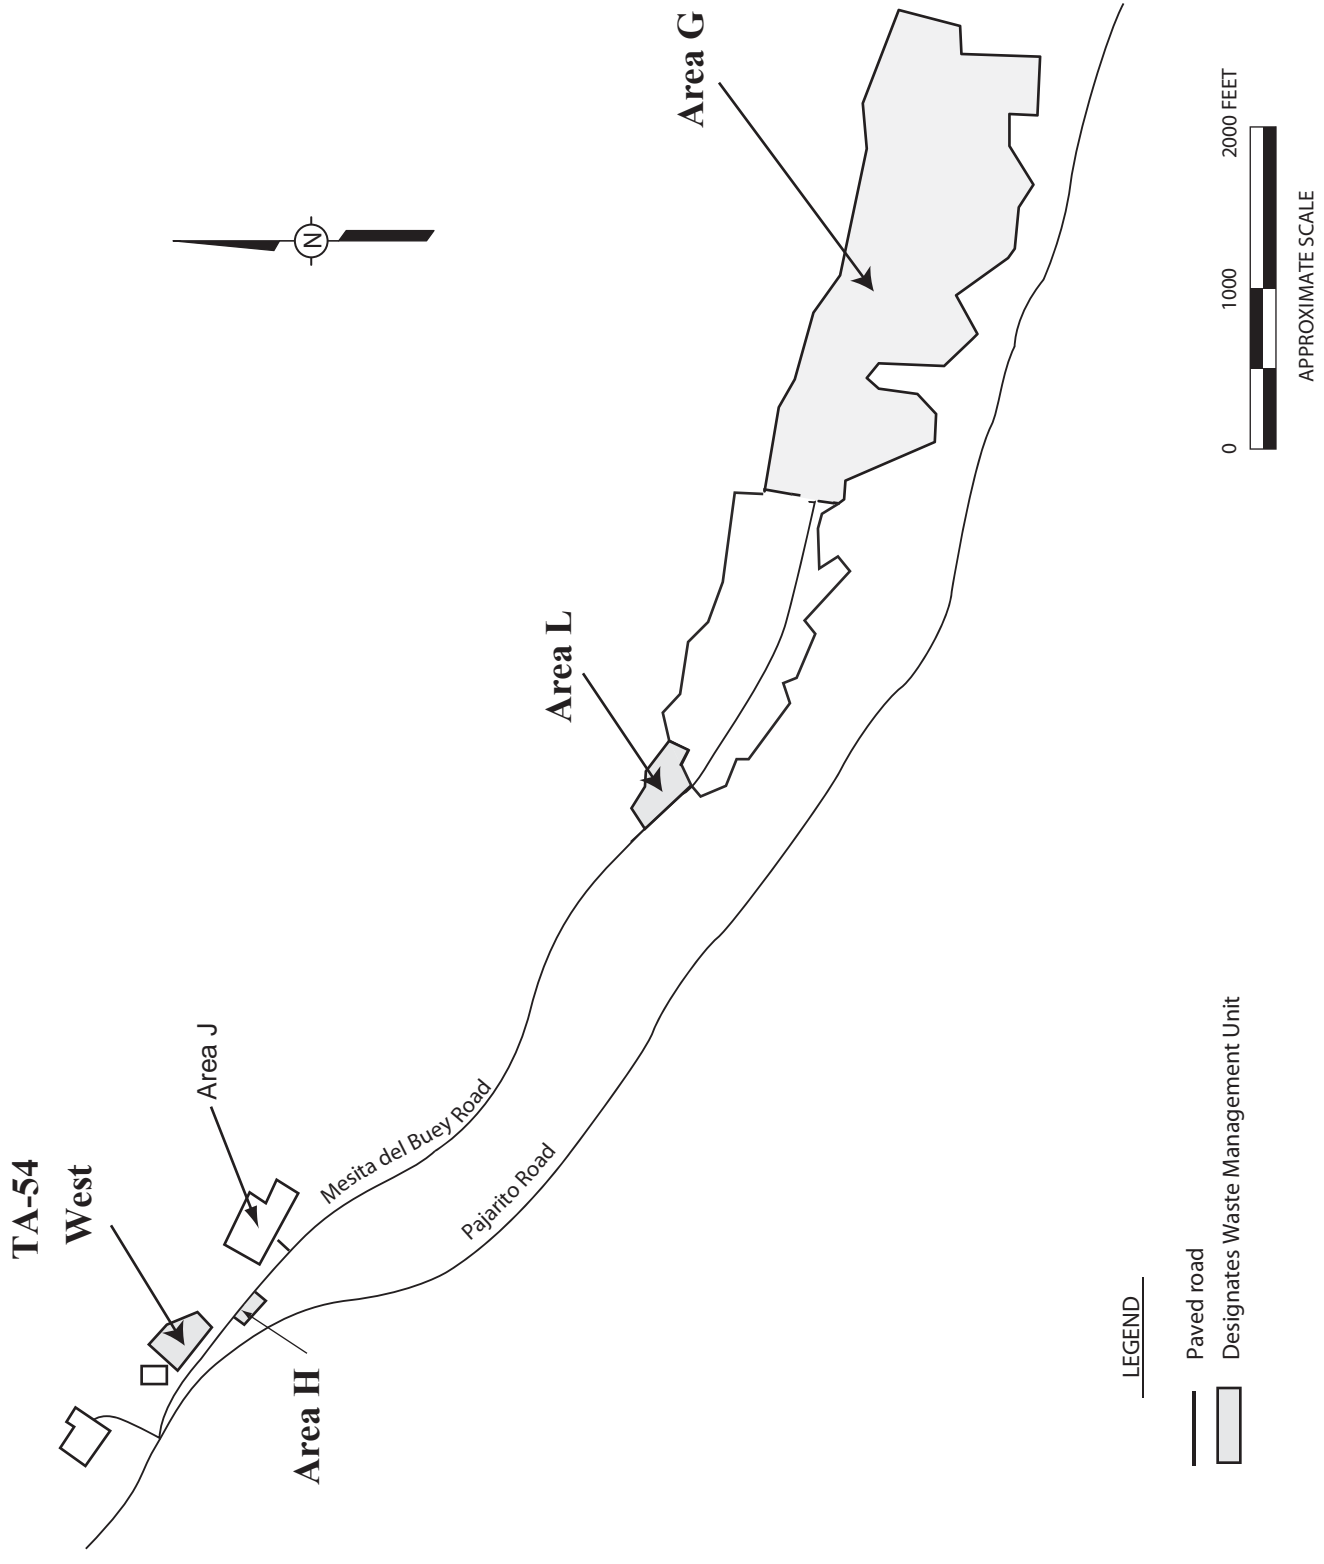 TA-54
West
Area J
Area H
Mesita del Buey Road
Pajarito Road
Area L
Area G
N
LEGEND
Paved road
Designates Waste Management Unit
0 1000 2000 FEET
APPROXIMATE SCALE